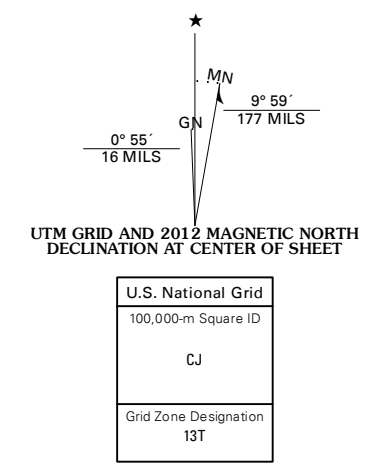 ★
MN
GN
9° 59´
177 MILS
0° 55´
16 MILS
UTM GRID AND 2012 MAGNETIC NORTH
DECLINATION AT CENTER OF SHEET
U.S. National Grid
100,000-m Square ID
CJ
Grid Zone Designation
13T